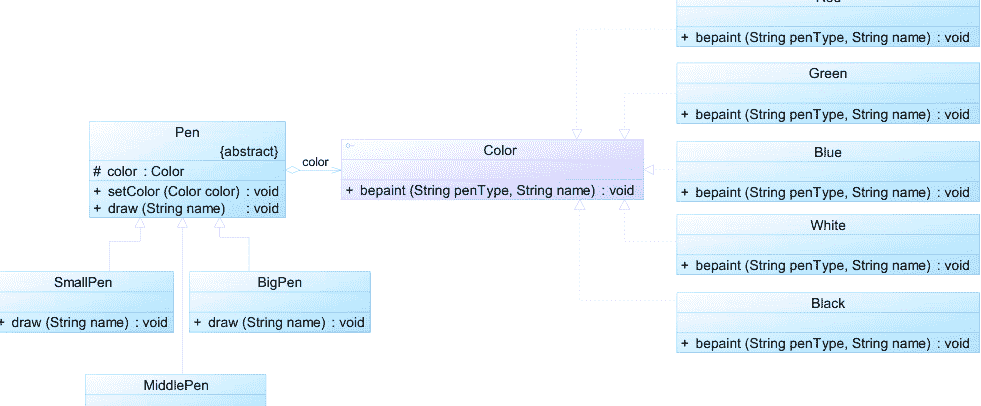 Red
+ bepaint (String penType, String name) : void
Green
+ bepaint (String penType, String name) : void
Pen
{abstract}
# color : Color
+ setColor (Color color) : void
+ draw (String name) : void
color
Color
+ bepaint (String penType, String name) : void
Blue
+ bepaint (String penType, String name) : void
White
+ bepaint (String penType, String name) : void
SmallPen
+ draw (String name) : void
BigPen
+ draw (String name) : void
Black
+ bepaint (String penType, String name) : void
MiddlePen